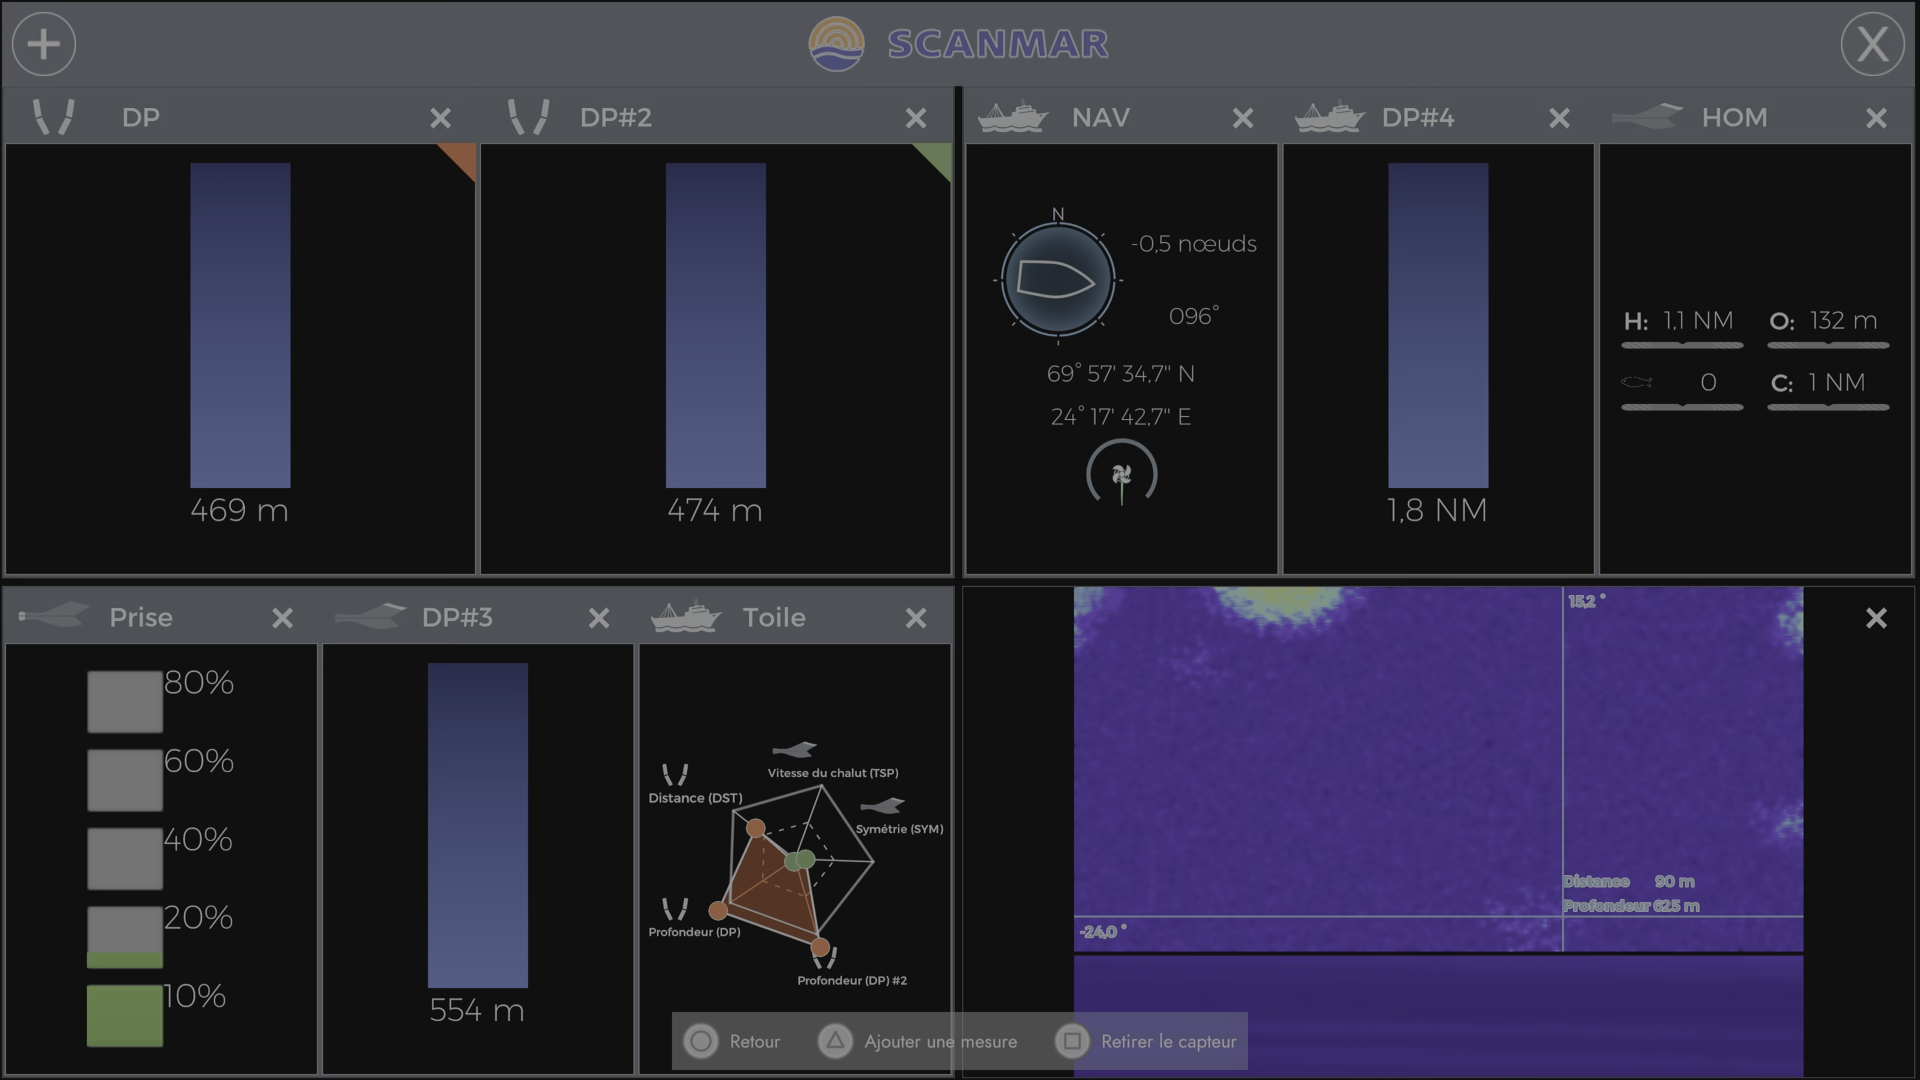 SCANMAR
X
DP
DP#2
NAV
DP#4
HOM
469 m
474 m
N
-0,5 nœuds
096°
69° 57' 34,7" N
24° 17' 42,7" E
1,8 NM
H: 1,1 NM
O: 132 m
0
C: 1 NM
Prise
DP#3
Toile
80%
60%
40%
20%
10%
554 m
Vitesse du chalut (TSP)
Distance (DST)
Symétrie (SYM)
Profondeur (DP)
Profondeur (DP) #2
15,2 °
Distance 90 m
Profondeur 625 m
-24,0 °
Retour
Ajouter une mesure
Retirer le capteur